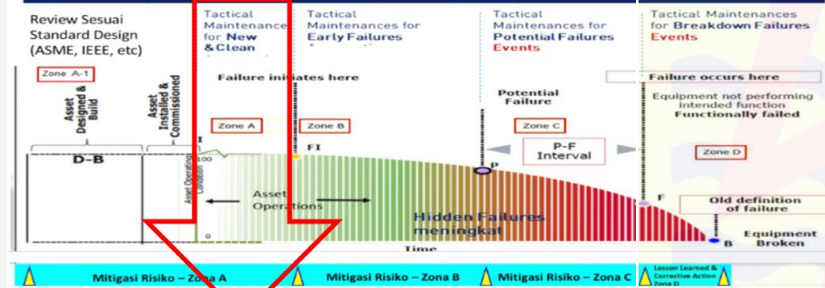 Review Sesuai
Standard Design
(ASME, IEEE, etc)
Tactical
Maintenance
for New
& Clean
Tactical
Maintenances for
Early Failures
Tactical
Maintenances for
Potential Failures
Events
Tactical Maintenances
for Breakdown Failures
Events
Zone A-1
Asset
Designed &
Build
Asset
Installed &
Commissioned
Failure initiates here
Failure occurs here
Potential
Failure
Equipment not performing
intended function
Functionally failed
Zone A
Zone B
Zone C
Zone D
D-B
I
FI
P
P-F
Interval
F
B
100
Asset Operating
Condition
0
Asset
Operations
Hidden Failures
meningkat
Old definition
of failure
Equipment
Broken
Time
Mitigasi Risiko – Zona A
Mitigasi Risiko – Zona B
Mitigasi Risiko – Zona C
Lesson Learned &
Corrective Action
Zona D